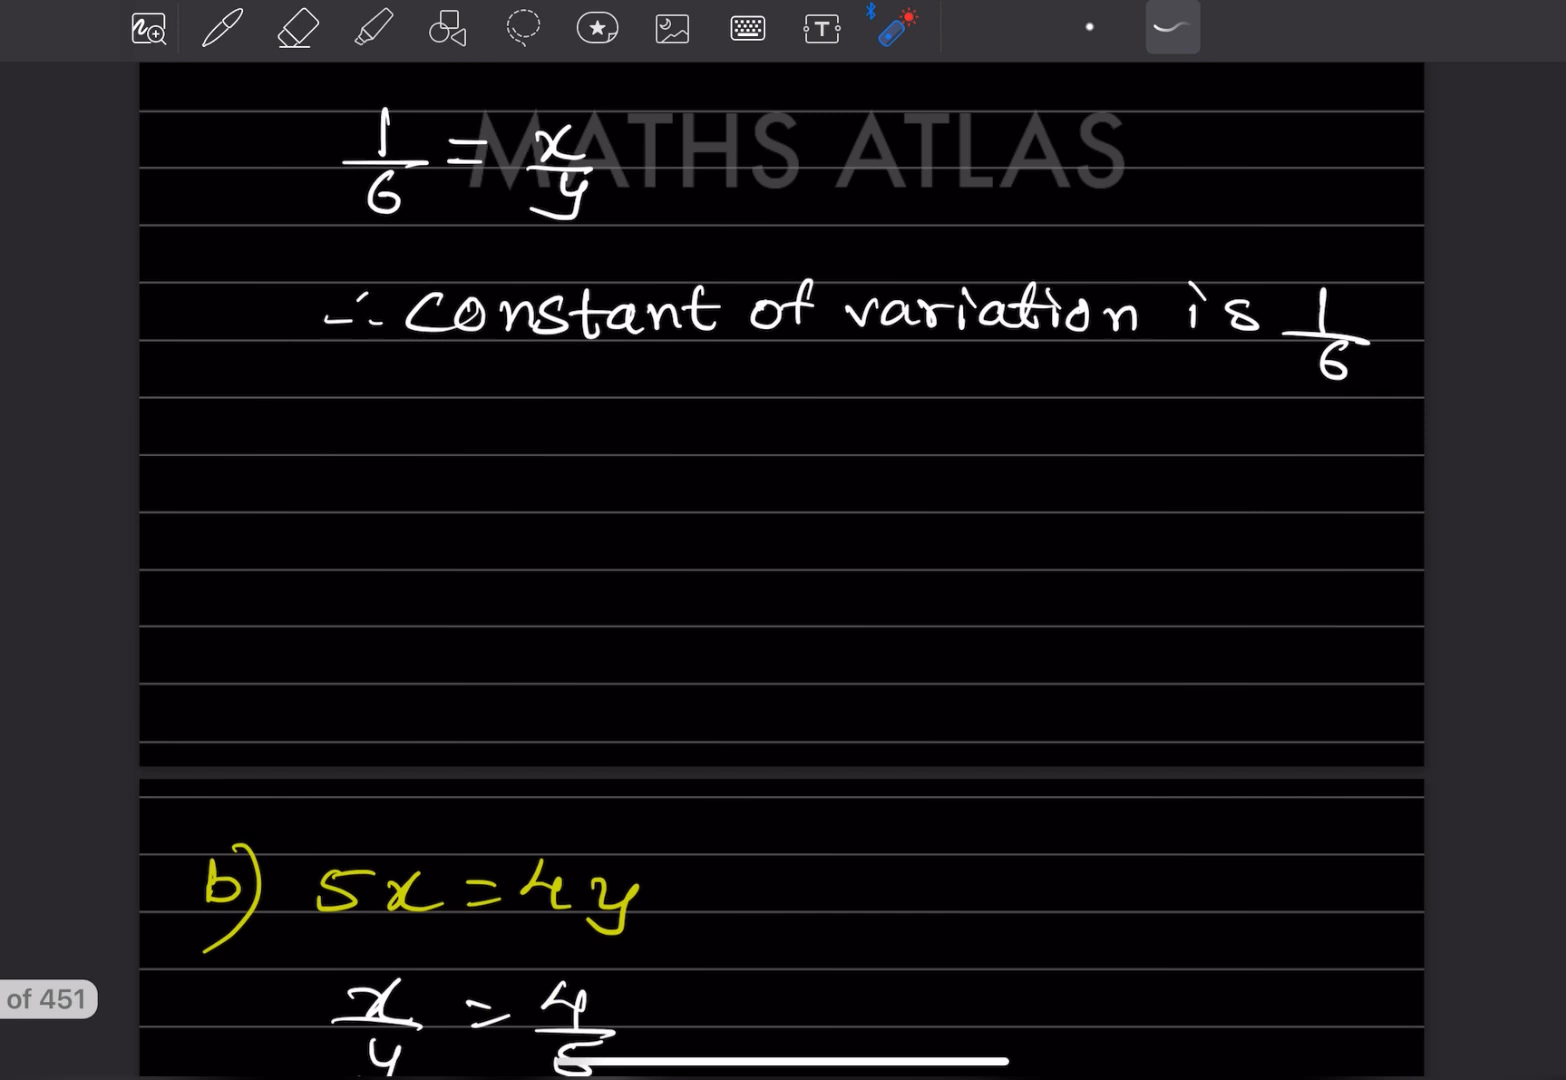 T
MATHS ATLAS
1/6 = x/y
∴ constant of variation is 1/6
b) 5x = 4y
x/y = 4/5
of 451